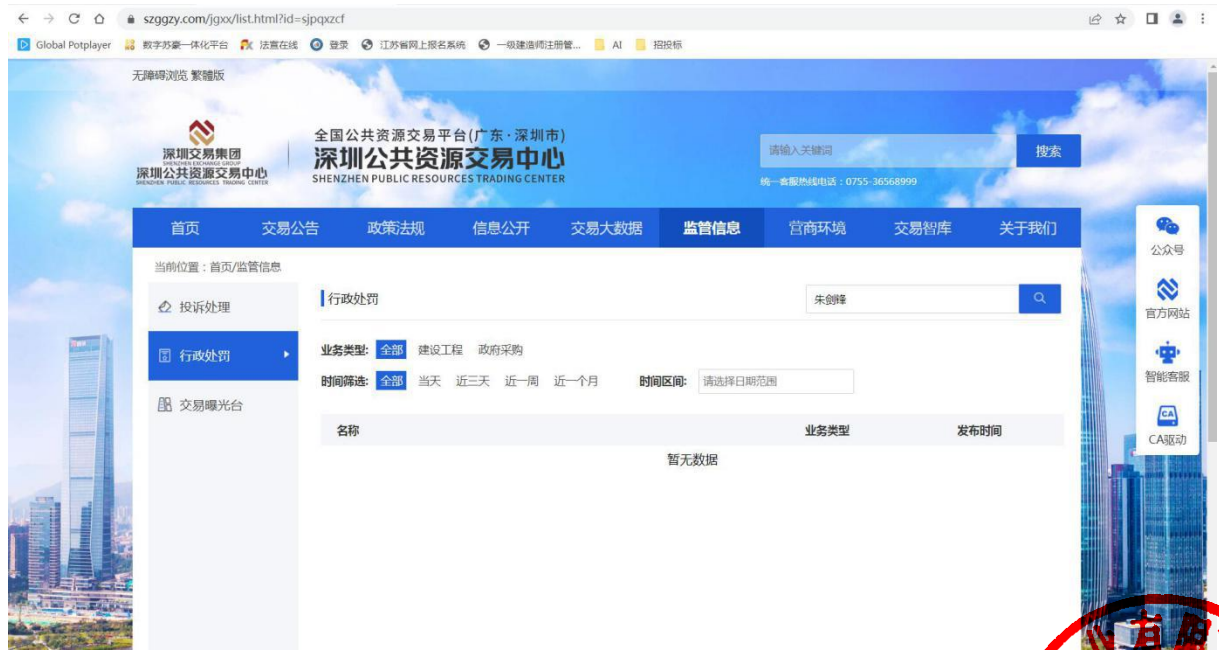 szggzy.com/jgxx/list.html?id=sjpqxzcf
Global Potplayer 数字苏豪一体化平台 法宣在线 登录 江苏省网上报名系统 一级建造师注册管... AI 招投标
无障碍浏览 繁體版
深圳交易集团
SHENZHEN EXCHANGE GROUP
深圳公共资源交易中心
SHENZHEN PUBLIC RESOURCES TRADING CENTER
全国公共资源交易平台(广东·深圳市)
深圳公共资源交易中心
SHENZHEN PUBLIC RESOURCES TRADING CENTER
请输入关键词 搜索
统一客服热线电话：0755-36568999
首页 交易公告 政策法规 信息公开 交易大数据 监管信息 营商环境 交易智库 关于我们
当前位置：首页/监管信息
投诉处理
行政处罚
交易曝光台
行政处罚 朱剑锋
业务类型: 全部 建设工程 政府采购
时间筛选: 全部 当天 近三天 近一周 近一个月 时间区间: 请选择日期范围
名称 业务类型 发布时间
暂无数据
公众号
官方网站
智能客服
CA
CA驱动